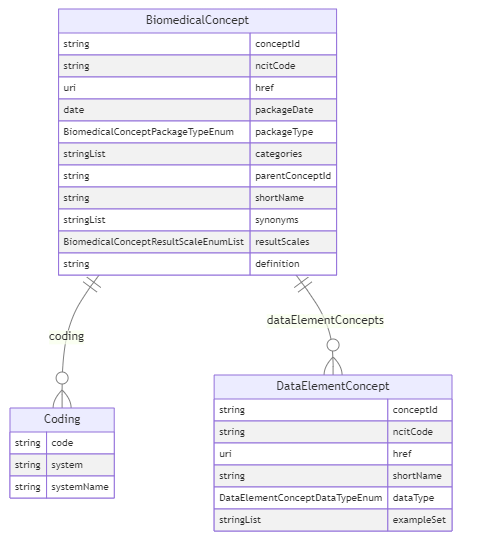 BiomedicalConcept
string conceptId
string ncitCode
uri href
date packageDate
BiomedicalConceptPackageTypeEnum packageType
stringList categories
string parentConceptId
string shortName
stringList synonyms
BiomedicalConceptResultScaleEnumList resultScales
string definition
dataElementConcepts
coding
DataElementConcept
string conceptId
string ncitCode
uri href
string shortName
DataElementConceptDataTypeEnum dataType
stringList exampleSet
Coding
string code
string system
string systemName